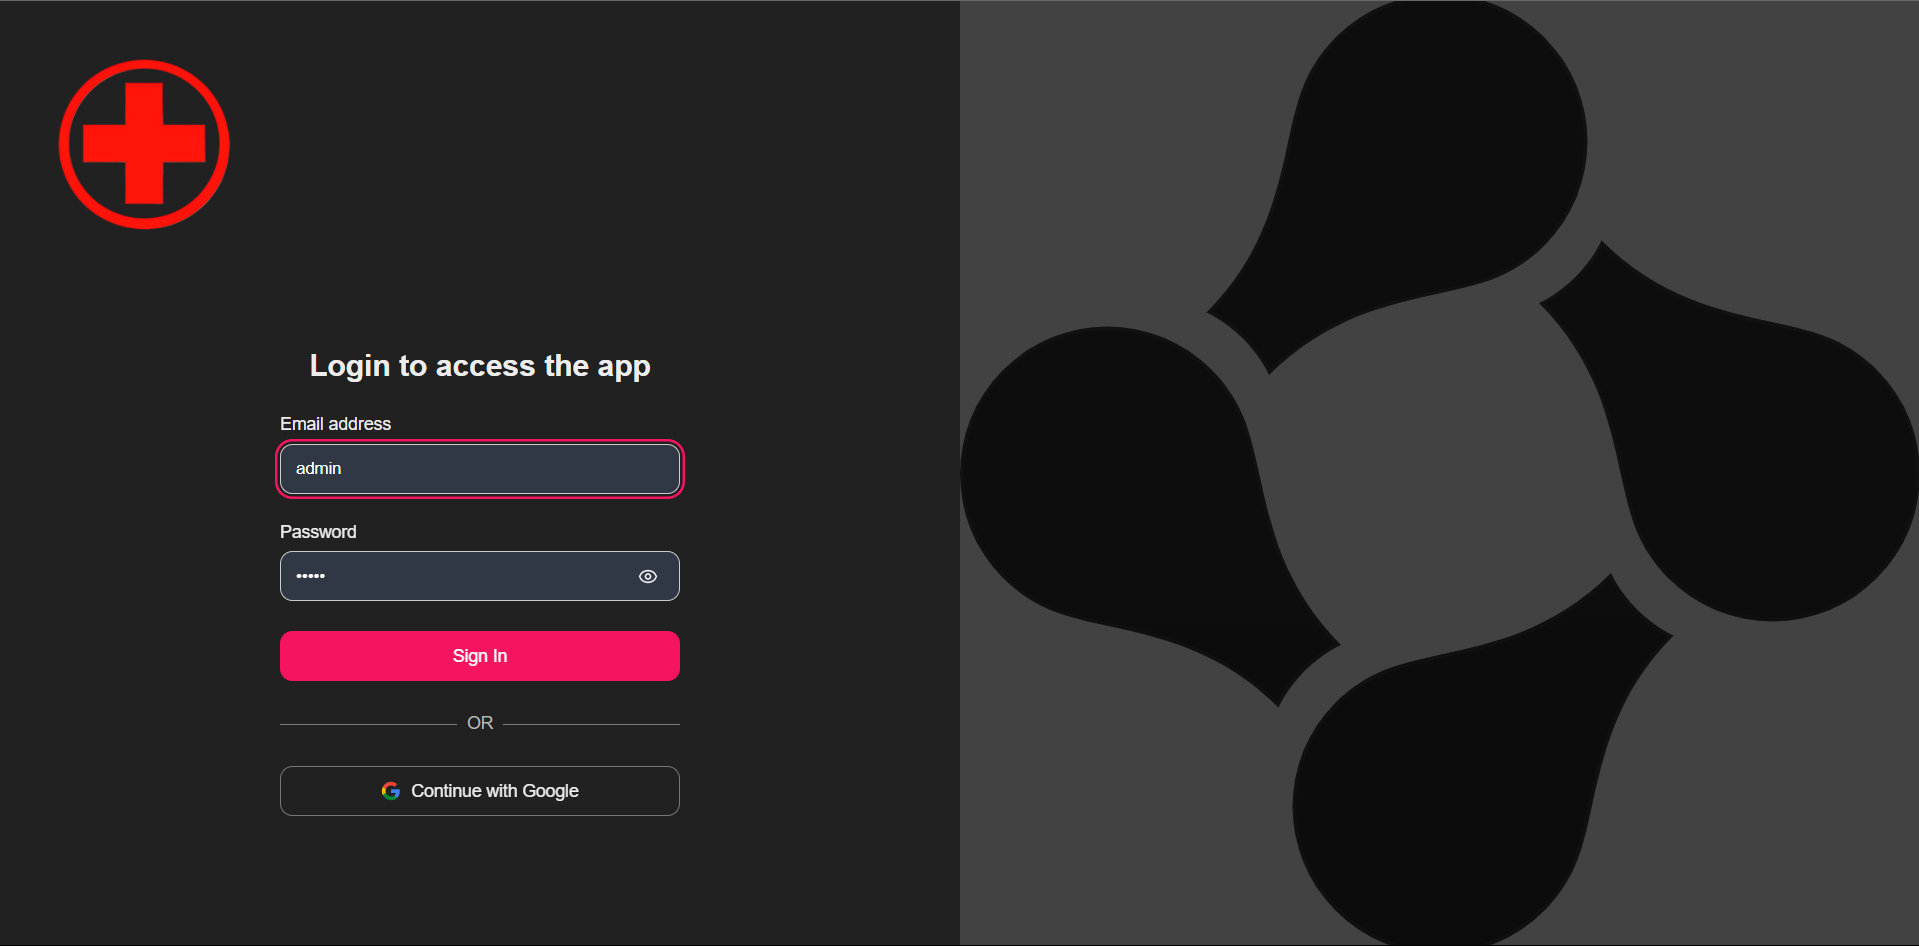 Login to access the app
Email address
admin
Password
•••••
Sign In
OR
Continue with Google